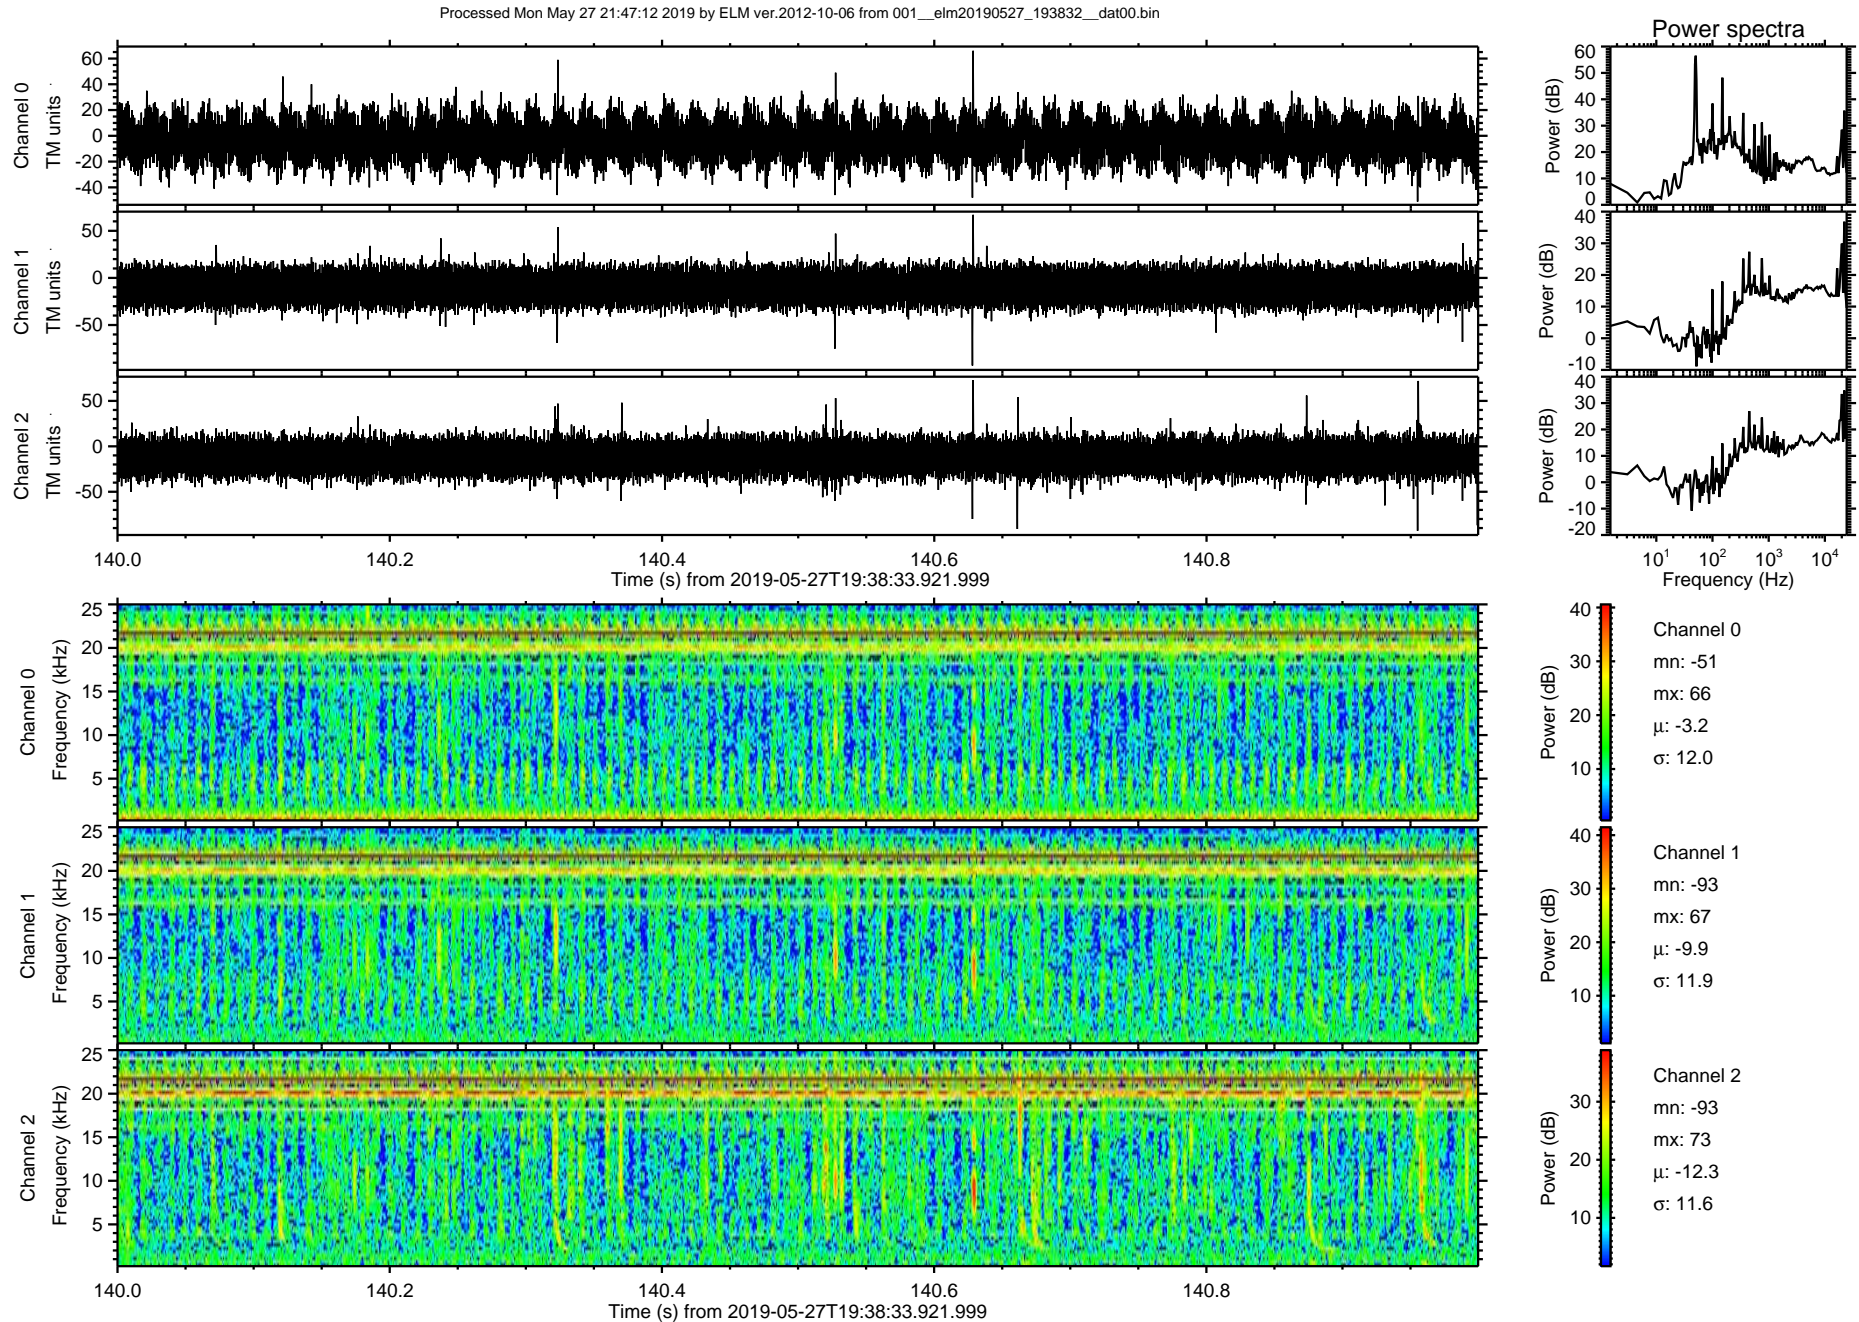 Processed Mon May 27 21:47:12 2019 by ELM ver.2012-10-06 from 001__elm20190527_193832__dat00.bin
Power spectra
Channel 0
TM units
60
40
20
0
-20
-40
Power (dB)
60
50
40
30
20
10
0
Channel 1
TM units
50
0
-50
Power (dB)
40
30
20
10
0
-10
Channel 2
TM units
50
0
-50
Power (dB)
40
30
20
10
0
-10
-20
140.0 140.2 140.4 140.6 140.8
Time (s) from 2019-05-27T19:38:33.921.999
10^1 10^2 10^3 10^4
Frequency (Hz)
Channel 0
Frequency (kHz)
25
20
15
10
5
Power (dB)
40
30
20
10
Channel 0
mn: -51
mx: 66
μ: -3.2
σ: 12.0
Channel 1
Frequency (kHz)
25
20
15
10
5
Power (dB)
40
30
20
10
Channel 1
mn: -93
mx: 67
μ: -9.9
σ: 11.9
Channel 2
Frequency (kHz)
25
20
15
10
5
Power (dB)
30
20
10
Channel 2
mn: -93
mx: 73
μ: -12.3
σ: 11.6
140.0 140.2 140.4 140.6 140.8
Time (s) from 2019-05-27T19:38:33.921.999